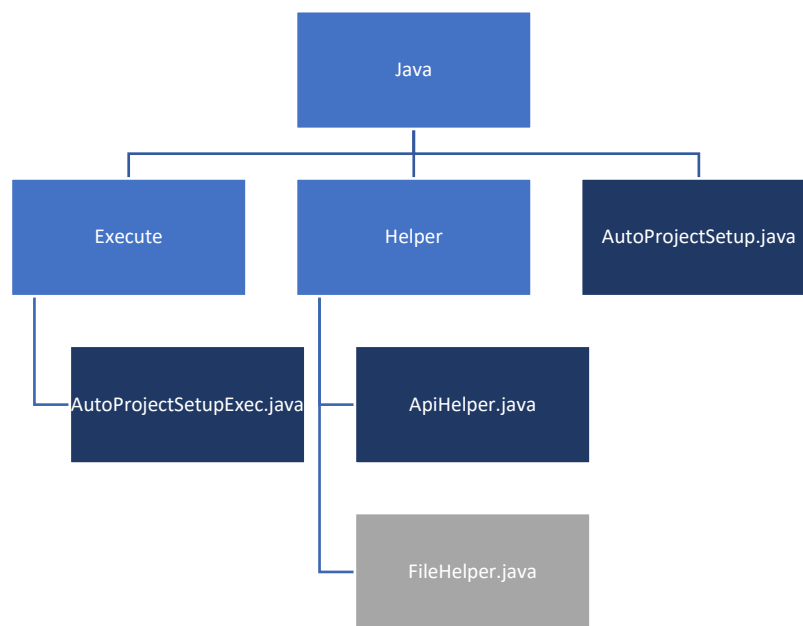 Java
Execute
Helper
AutoProjectSetup.java
AutoProjectSetupExec.java
ApiHelper.java
FileHelper.java